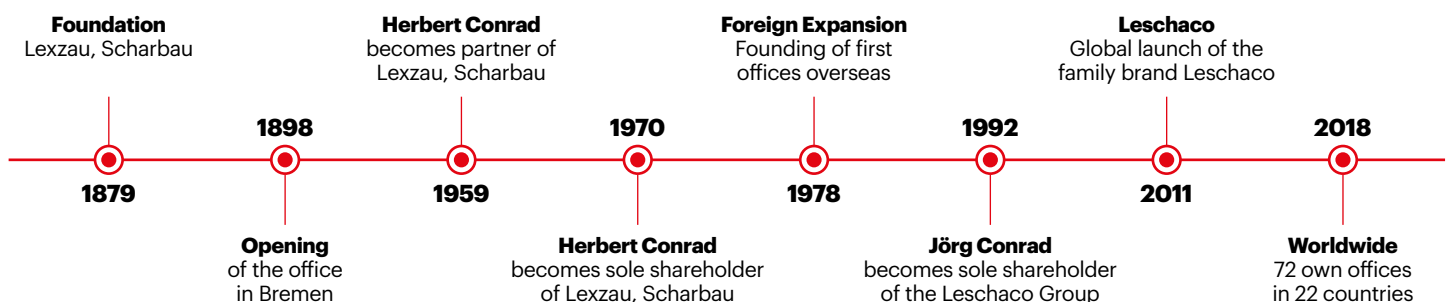 Foundation
Lexzau, Scharbau
1879
1898
Opening
of the office
in Bremen
Herbert Conrad
becomes partner of
Lexzau, Scharbau
1959
1970
Herbert Conrad
becomes sole shareholder
of Lexzau, Scharbau
Foreign Expansion
Founding of first
offices overseas
1978
1992
Jörg Conrad
becomes sole shareholder
of the Leschaco Group
Leschaco
Global launch of the
family brand Leschaco
2011
2018
Worldwide
72 own offices
in 22 countries